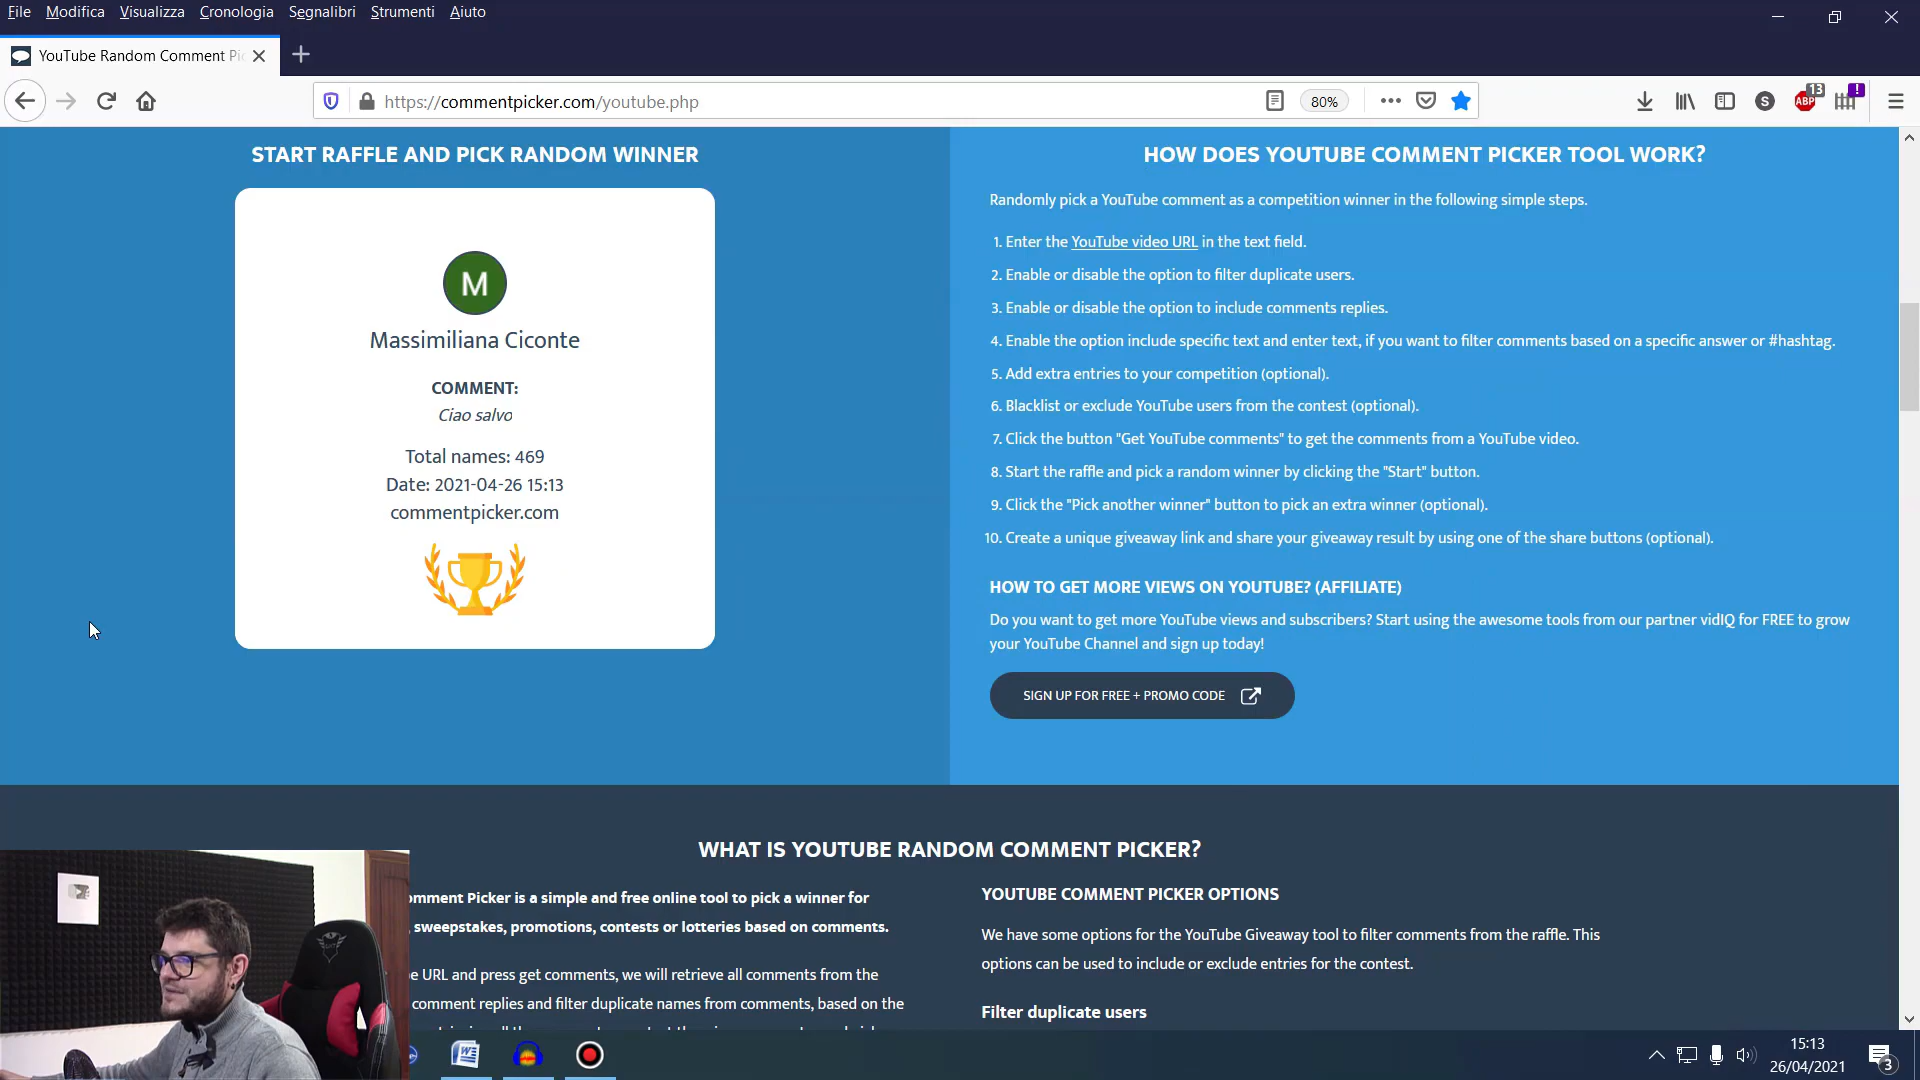 File Modifica Visualizza Cronologia Segnalibri Strumenti Aiuto
YouTube Random Comment Pi
https://commentpicker.com/youtube.php
80%
S
ABP
13
!
START RAFFLE AND PICK RANDOM WINNER
M
Massimiliana Ciconte
COMMENT:
Ciao salvo
Total names: 469
Date: 2021-04-26 15:13
commentpicker.com
HOW DOES YOUTUBE COMMENT PICKER TOOL WORK?
Randomly pick a YouTube comment as a competition winner in the following simple steps.
1. Enter the YouTube video URL in the text field.
2. Enable or disable the option to filter duplicate users.
3. Enable or disable the option to include comments replies.
4. Enable the option include specific text and enter text, if you want to filter comments based on a specific answer or #hashtag.
5. Add extra entries to your competition (optional).
6. Blacklist or exclude YouTube users from the contest (optional).
7. Click the button "Get YouTube comments" to get the comments from a YouTube video.
8. Start the raffle and pick a random winner by clicking the "Start" button.
9. Click the "Pick another winner" button to pick an extra winner (optional).
10. Create a unique giveaway link and share your giveaway result by using one of the share buttons (optional).
HOW TO GET MORE VIEWS ON YOUTUBE? (AFFILIATE)
Do you want to get more YouTube views and subscribers? Start using the awesome tools from our partner vidIQ for FREE to grow
your YouTube Channel and sign up today!
SIGN UP FOR FREE + PROMO CODE
WHAT IS YOUTUBE RANDOM COMMENT PICKER?
omment Picker is a simple and free online tool to pick a winner for
, sweepstakes, promotions, contests or lotteries based on comments.
e URL and press get comments, we will retrieve all comments from the
comment replies and filter duplicate names from comments, based on the
YOUTUBE COMMENT PICKER OPTIONS
We have some options for the YouTube Giveaway tool to filter comments from the raffle. This
options can be used to include or exclude entries for the contest.
Filter duplicate users
15:13
26/04/2021
3